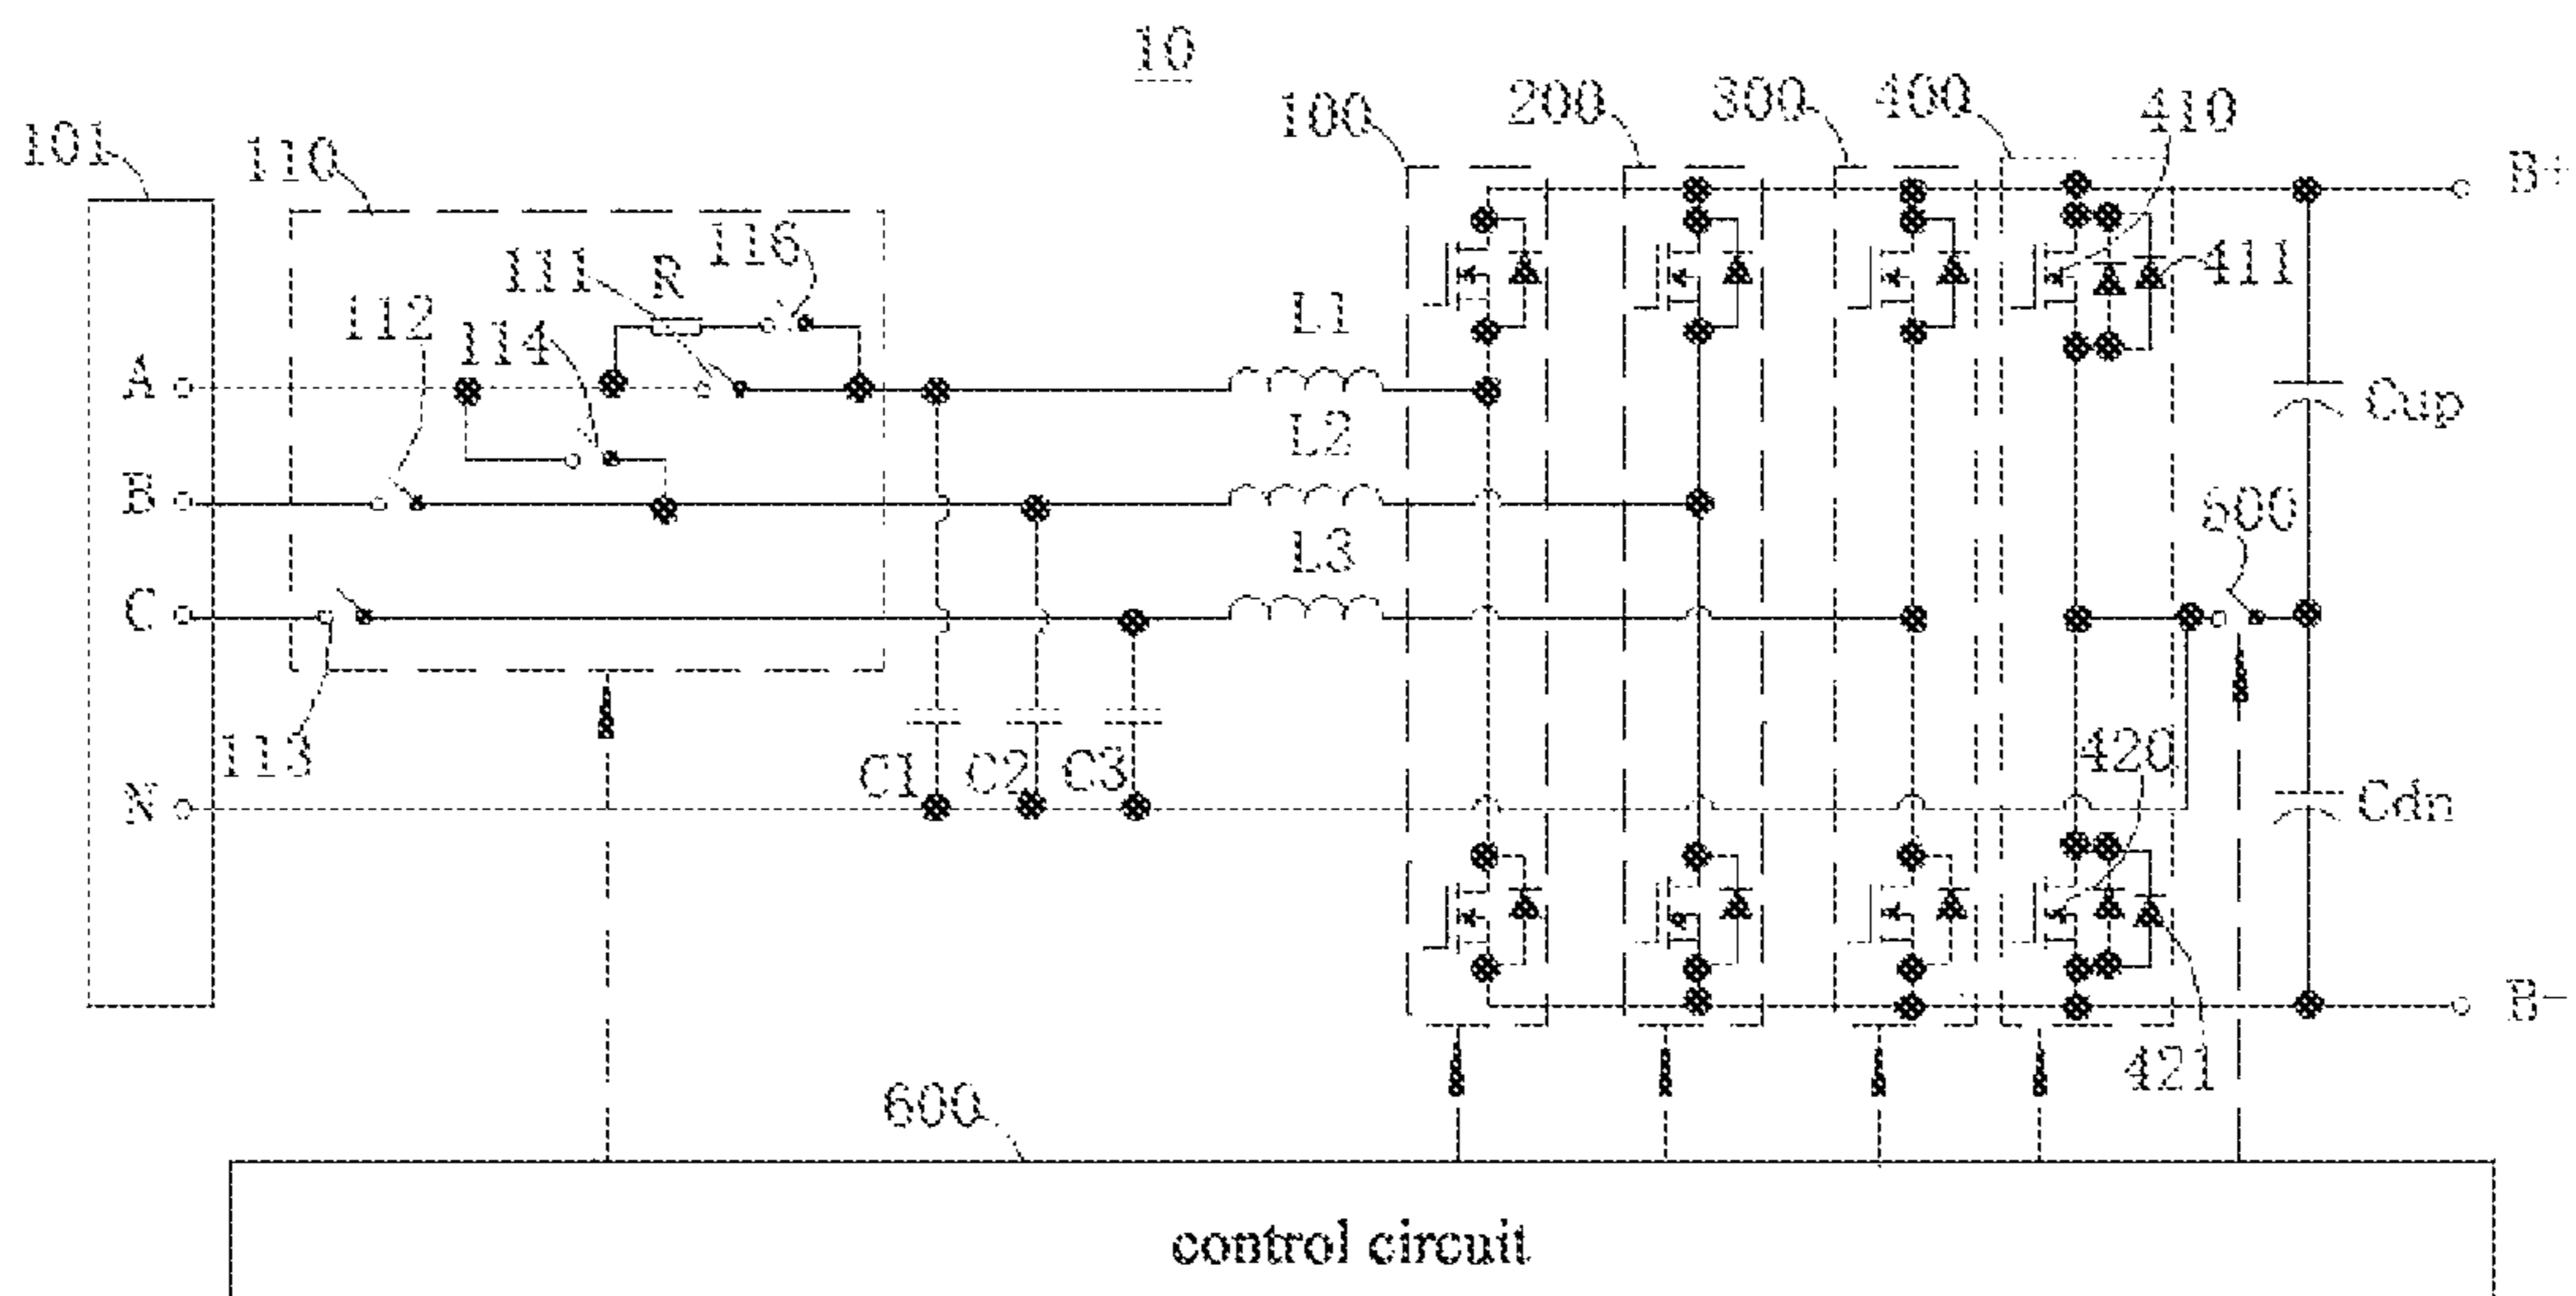 10
100
200
300
400
410
101
110
B+
111
R
116
411
112
114
L1
A
Cup
L2
B
500
L3
C
113
420
C1
C2
C3
N
Cdn
B-
421
600
control circuit